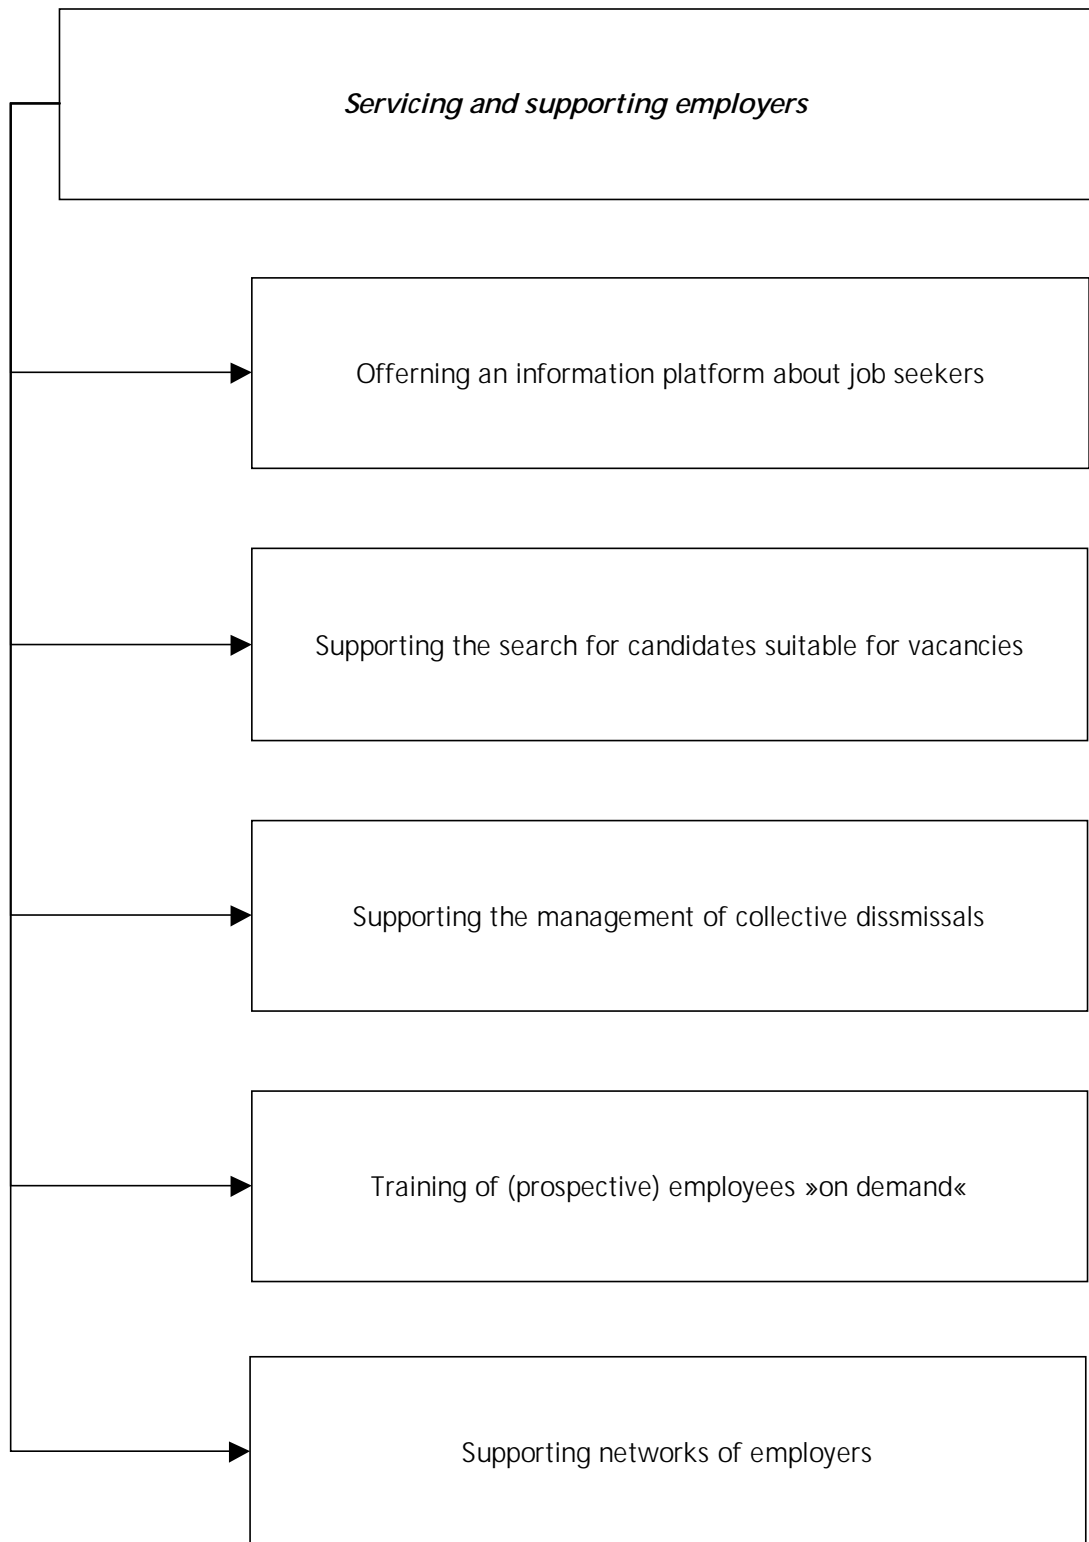 Servicing and supporting employers
Offerning an information platform about job seekers
Supporting the search for candidates suitable for vacancies
Supporting the management of collective dissmissals
Training of (prospective) employees »on demand«
Supporting networks of employers